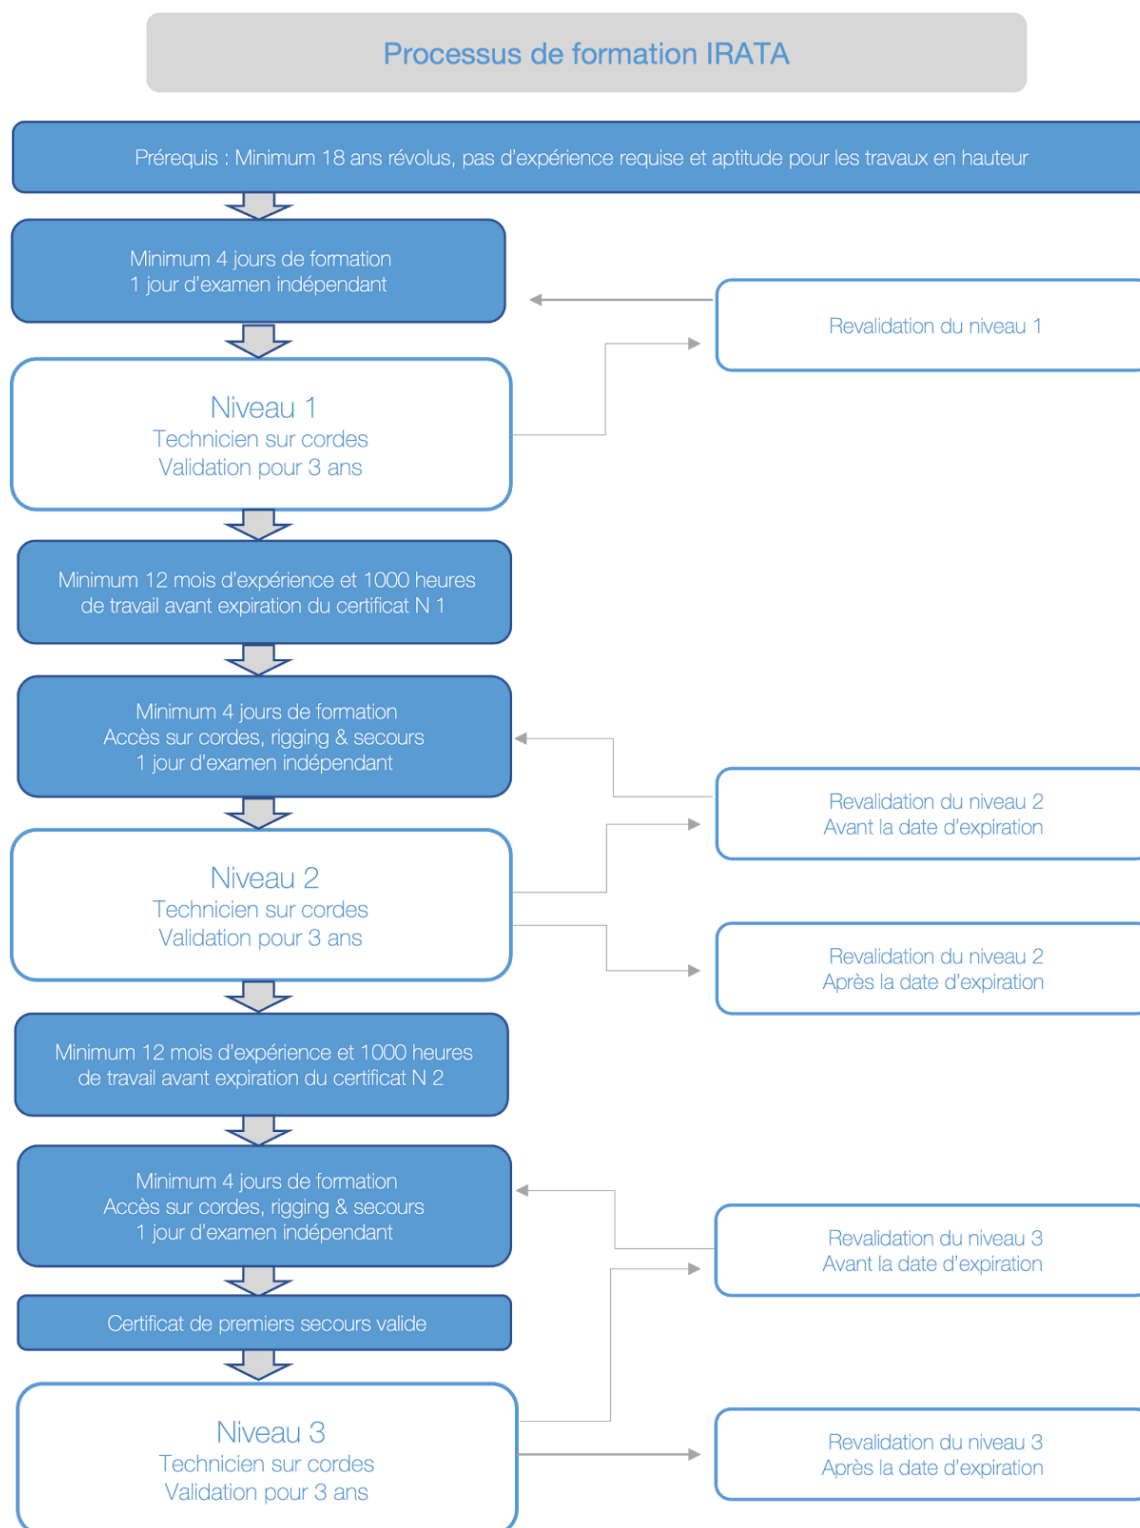 Processus de formation IRATA
Prérequis : Minimum 18 ans révolus, pas d'expérience requise et aptitude pour les travaux en hauteur
Minimum 4 jours de formation
1 jour d'examen indépendant
Revalidation du niveau 1
Niveau 1
Technicien sur cordes
Validation pour 3 ans
Minimum 12 mois d'expérience et 1000 heures
de travail avant expiration du certificat N 1
Minimum 4 jours de formation
Accès sur cordes, rigging & secours
1 jour d'examen indépendant
Revalidation du niveau 2
Avant la date d'expiration
Niveau 2
Technicien sur cordes
Validation pour 3 ans
Revalidation du niveau 2
Après la date d'expiration
Minimum 12 mois d'expérience et 1000 heures
de travail avant expiration du certificat N 2
Minimum 4 jours de formation
Accès sur cordes, rigging & secours
1 jour d'examen indépendant
Revalidation du niveau 3
Avant la date d'expiration
Certificat de premiers secours valide
Niveau 3
Technicien sur cordes
Validation pour 3 ans
Revalidation du niveau 3
Après la date d'expiration